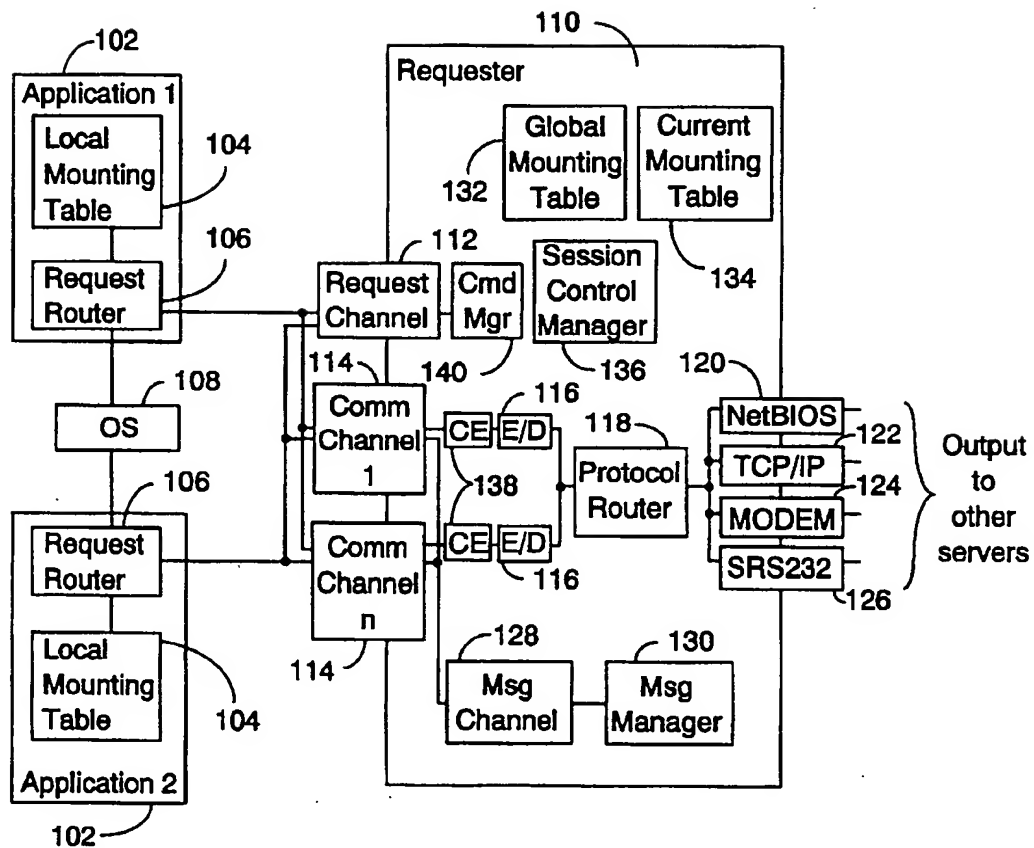 102
Application 1
Local
Mounting
Table
104
106
Request
Router
108
OS
106
Request
Router
Local
Mounting
Table
104
Application 2
102
110
Requester
Global
Mounting
Table
132
Current
Mounting
Table
134
112
Request
Channel
Cmd
Mgr
140
Session
Control
Manager
136
114
Comm
Channel
1
CE
E/D
116
138
Comm
Channel
n
114
CE
E/D
116
118
Protocol
Router
120
NetBIOS
122
TCP/IP
124
MODEM
SRS232
126
Output
to
other
servers
128
Msg
Channel
130
Msg
Manager